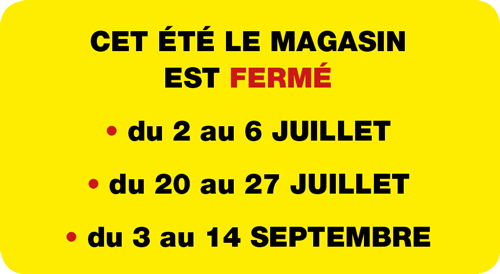 CET ÉTÉ LE MAGASIN
EST FERMÉ
• du 2 au 6 JUILLET
• du 20 au 27 JUILLET
• du 3 au 14 SEPTEMBRE